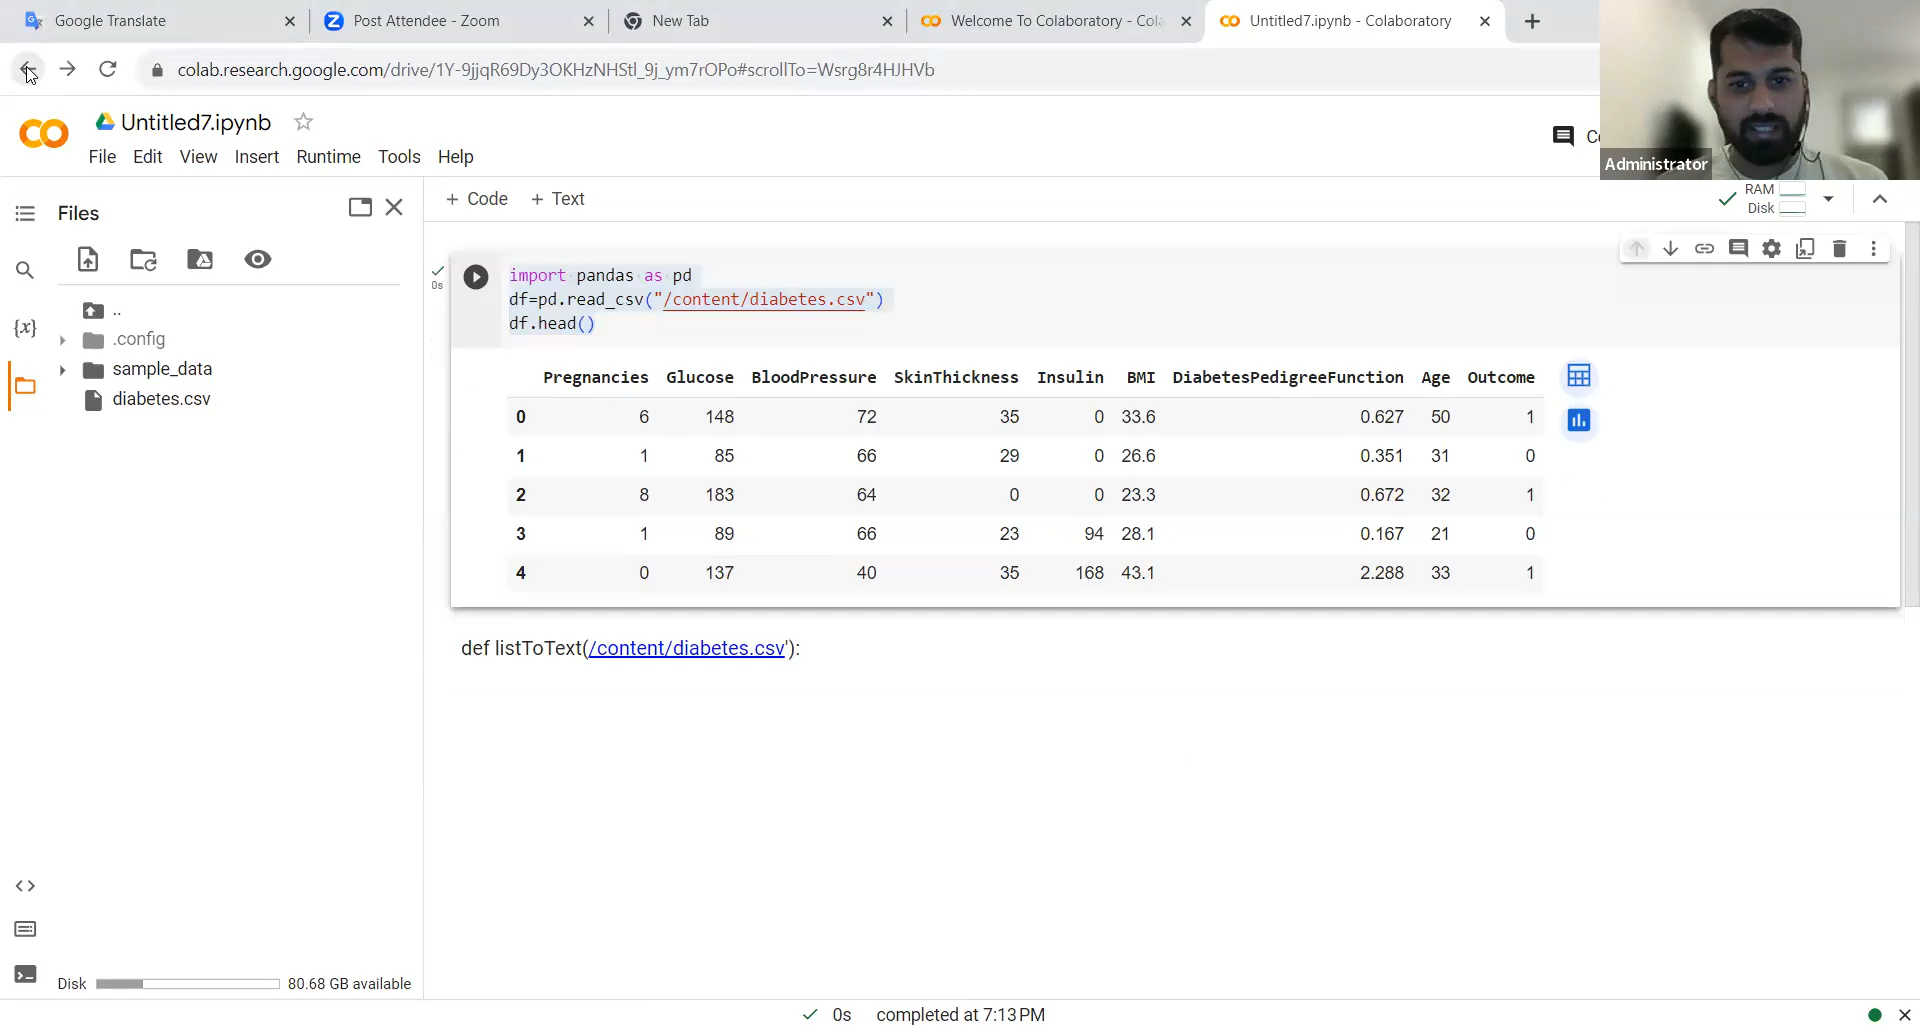 Google Translate
Post Attendee - Zoom
New Tab
Welcome To Colaboratory - Cola
Untitled7.ipynb - Colaboratory
colab.research.google.com/drive/1Y-9jjqR69Dy3OKHzNHStl_9j_ym7rOPo#scrollTo=Wsrg8r4HJHVb
Untitled7.ipynb
File Edit View Insert Runtime Tools Help
Administrator
Files
+ Code + Text
RAM
Disk
..
.config
sample_data
diabetes.csv
{x}
0s
import pandas as pd
df=pd.read_csv("/content/diabetes.csv")
df.head()
Pregnancies Glucose BloodPressure SkinThickness Insulin BMI DiabetesPedigreeFunction Age Outcome
0 6 148 72 35 0 33.6 0.627 50 1
1 1 85 66 29 0 26.6 0.351 31 0
2 8 183 64 0 0 23.3 0.672 32 1
3 1 89 66 23 94 28.1 0.167 21 0
4 0 137 40 35 168 43.1 2.288 33 1
def listToText(/content/diabetes.csv'):
Disk 80.68 GB available
0s completed at 7:13 PM